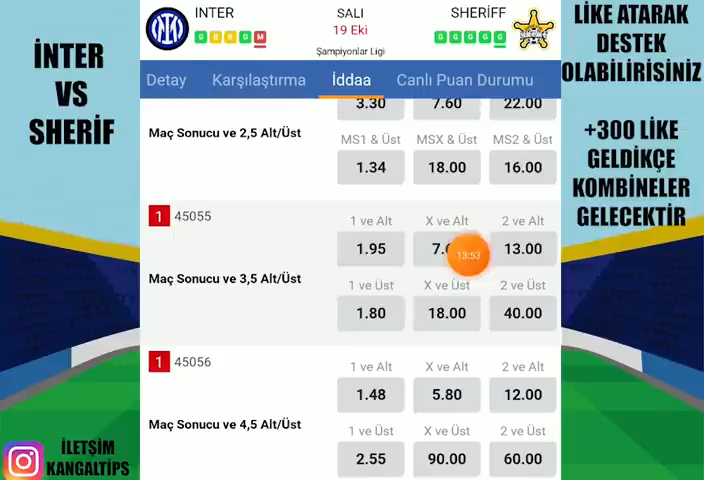 İNTER
VS
SHERİF
INTER
G B B G M
SALI
19 Eki
Şampiyonlar Ligi
SHERİFF
G G G G G
Detay Karşılaştırma İddaa Canlı Puan Durumu
3.30 7.60 22.00
Maç Sonucu ve 2,5 Alt/Üst
MS1 & Üst MSX & Üst MS2 & Üst
1.34 18.00 16.00
1 45055
1 ve Alt X ve Alt 2 ve Alt
1.95 13.00
13:53
Maç Sonucu ve 3,5 Alt/Üst
1 ve Üst X ve Üst 2 ve Üst
1.80 18.00 40.00
1 45056
1 ve Alt X ve Alt 2 ve Alt
1.48 5.80 12.00
Maç Sonucu ve 4,5 Alt/Üst
1 ve Üst X ve Üst 2 ve Üst
2.55 90.00 60.00
LİKE ATARAK
DESTEK
OLABİLİRİSİNİZ
+300 LİKE
GELDİKÇE
KOMBİNELER
GELECEKTİR
İLETŞİM
KANGALTİPS